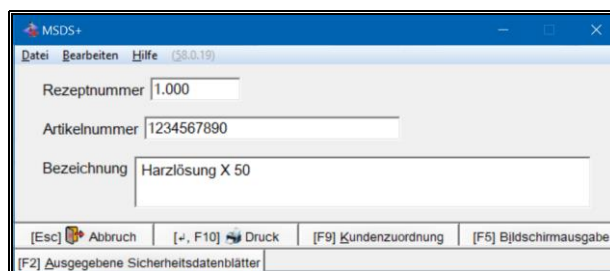 MSDS+
Datei Bearbeiten Hilfe (58.0.19)
Rezeptnummer 1.000
Artikelnummer 1234567890
Bezeichnung Harzlösung X 50
[Esc] Abbruch [↵, F10] Druck [F9] Kundenzuordnung [F5] Bildschirmausgabe
[F2] Ausgegebene Sicherheitsdatenblätter